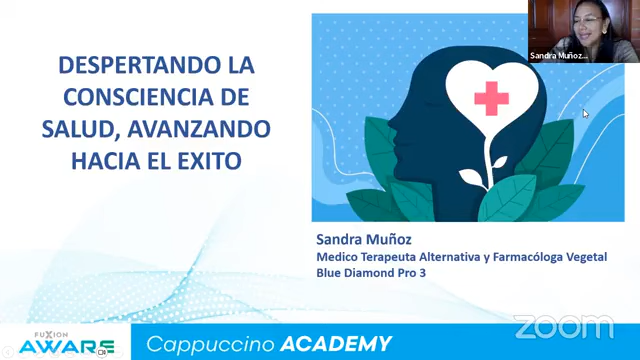 DESPERTANDO LA
CONSCIENCIA DE
SALUD, AVANZANDO
HACIA EL EXITO
Sandra Muñoz...
Sandra Muñoz
Medico Terapeuta Alternativa y Farmacóloga Vegetal
Blue Diamond Pro 3
FUXION
AWARE
Cappuccino ACADEMY
zoom